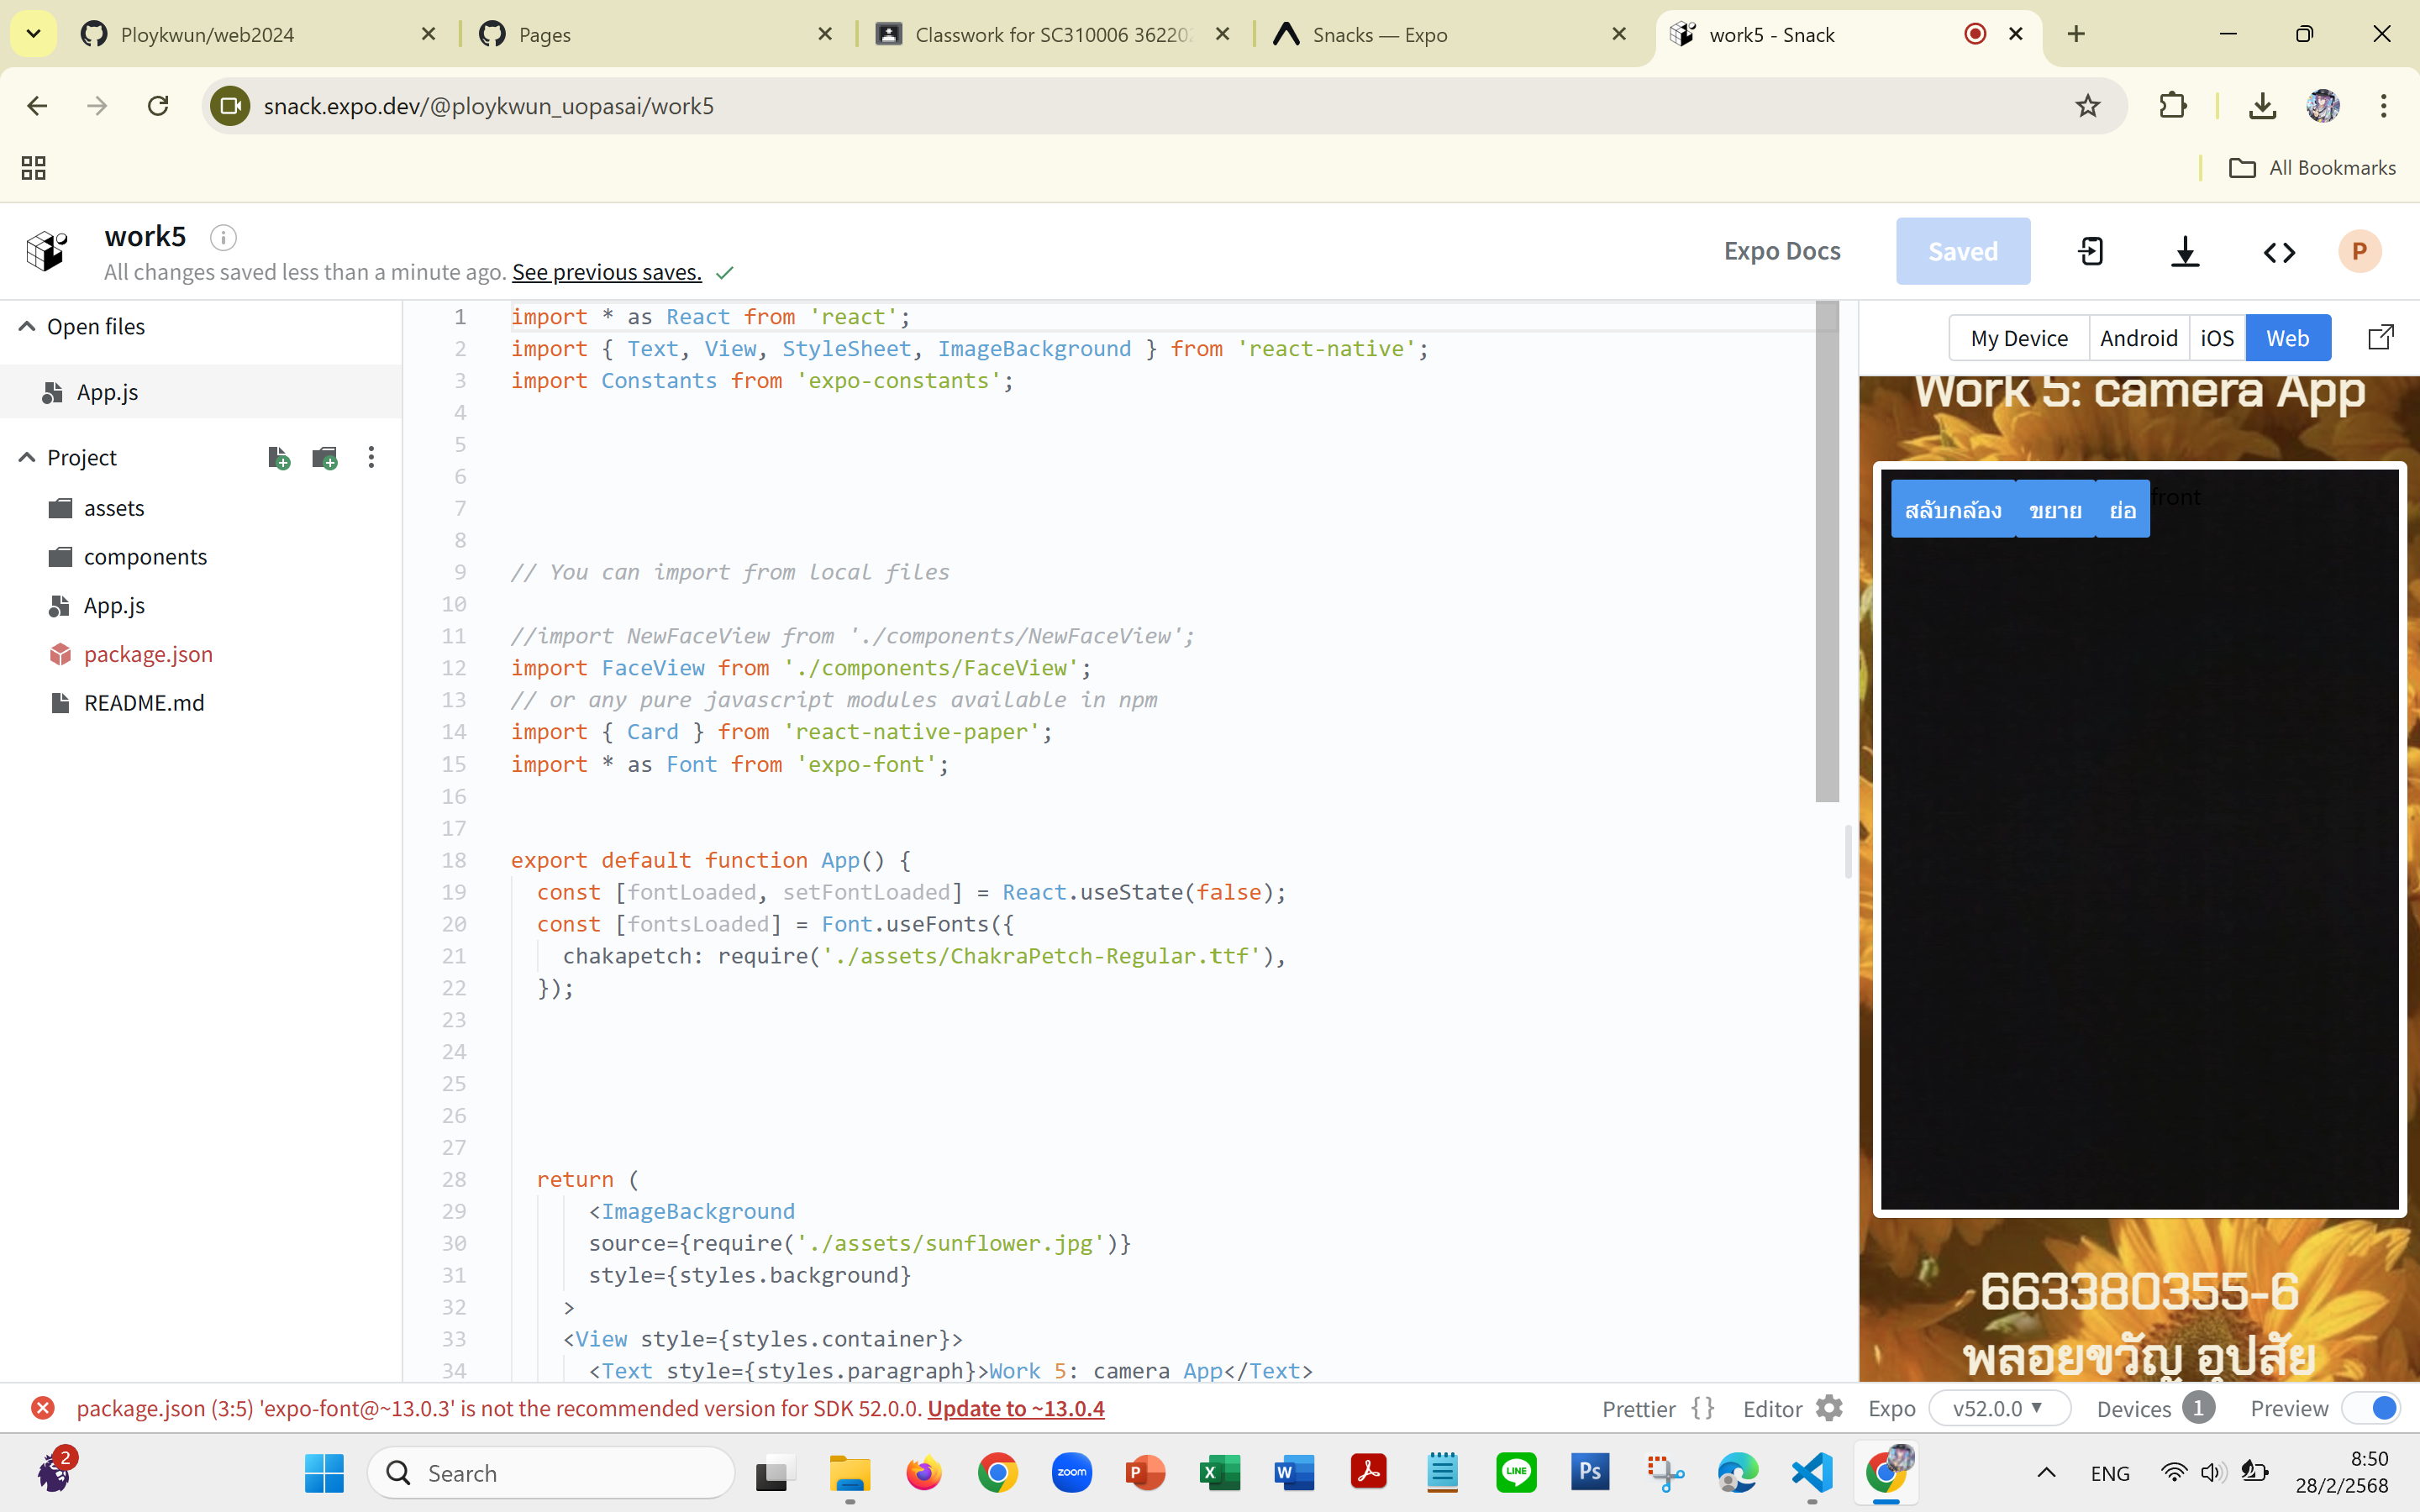 Ploykwun/web2024
Pages
Classwork for SC310006 36220
Snacks — Expo
work5 - Snack
snack.expo.dev/@ploykwun_uopasai/work5
All Bookmarks
work5
All changes saved less than a minute ago. See previous saves.
Expo Docs
Saved
P
Open files
App.js
Project
assets
components
App.js
package.json
README.md
1 import * as React from 'react';
2 import { Text, View, StyleSheet, ImageBackground } from 'react-native';
3 import Constants from 'expo-constants';
4
5
6
7
8
9 // You can import from local files
10
11 //import NewFaceView from './components/NewFaceView';
12 import FaceView from './components/FaceView';
13 // or any pure javascript modules available in npm
14 import { Card } from 'react-native-paper';
15 import * as Font from 'expo-font';
16
17
18 export default function App() {
19 const [fontLoaded, setFontLoaded] = React.useState(false);
20 const [fontsLoaded] = Font.useFonts({
21 chakapetch: require('./assets/ChakraPetch-Regular.ttf'),
22 });
23
24
25
26
27
28 return (
29 <ImageBackground
30 source={require('./assets/sunflower.jpg')}
31 style={styles.background}
32 >
33 <View style={styles.container}>
34 <Text style={styles.paragraph}>Work 5: camera App</Text>
My Device
Android
iOS
Web
Work 5: camera App
สลับกล้อง
ขยาย
ย่อ
front
663380355-6
พลอยขวัญ อุปสัย
package.json (3:5) 'expo-font@~13.0.3' is not the recommended version for SDK 52.0.0. Update to ~13.0.4
Prettier {}
Editor
Expo
v52.0.0
Devices 1
Preview
2
Search
zoom
P
X
W
LINE
Ps
ENG
8:50
28/2/2568